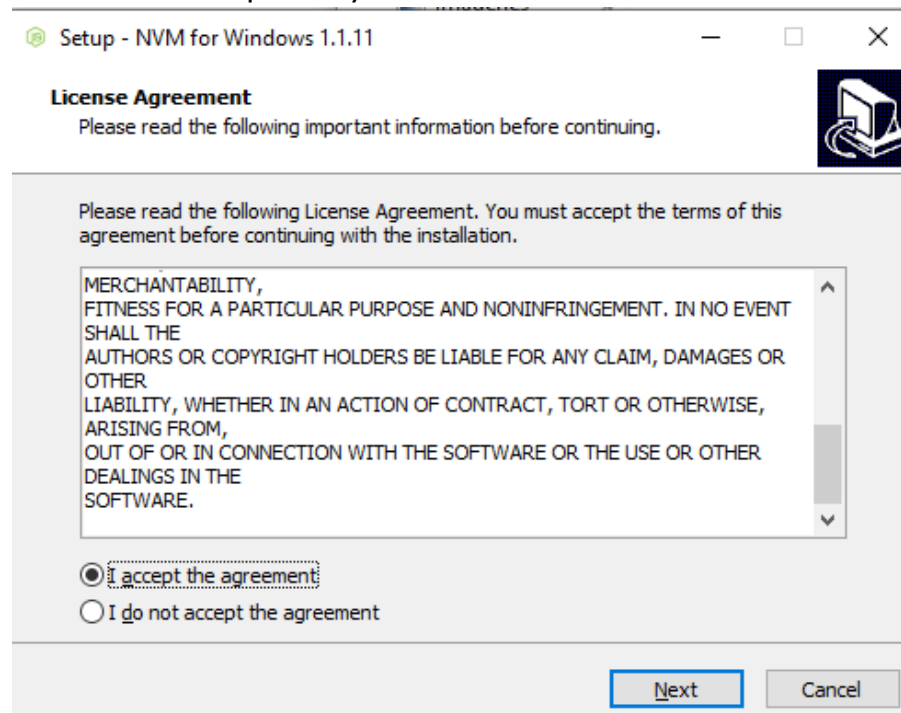 Setup - NVM for Windows 1.1.11
License Agreement
Please read the following important information before continuing.
Please read the following License Agreement. You must accept the terms of this
agreement before continuing with the installation.
MERCHANTABILITY,
FITNESS FOR A PARTICULAR PURPOSE AND NONINFRINGEMENT. IN NO EVENT
SHALL THE
AUTHORS OR COPYRIGHT HOLDERS BE LIABLE FOR ANY CLAIM, DAMAGES OR
OTHER
LIABILITY, WHETHER IN AN ACTION OF CONTRACT, TORT OR OTHERWISE,
ARISING FROM,
OUT OF OR IN CONNECTION WITH THE SOFTWARE OR THE USE OR OTHER
DEALINGS IN THE
SOFTWARE.
I accept the agreement
I do not accept the agreement
Next
Cancel